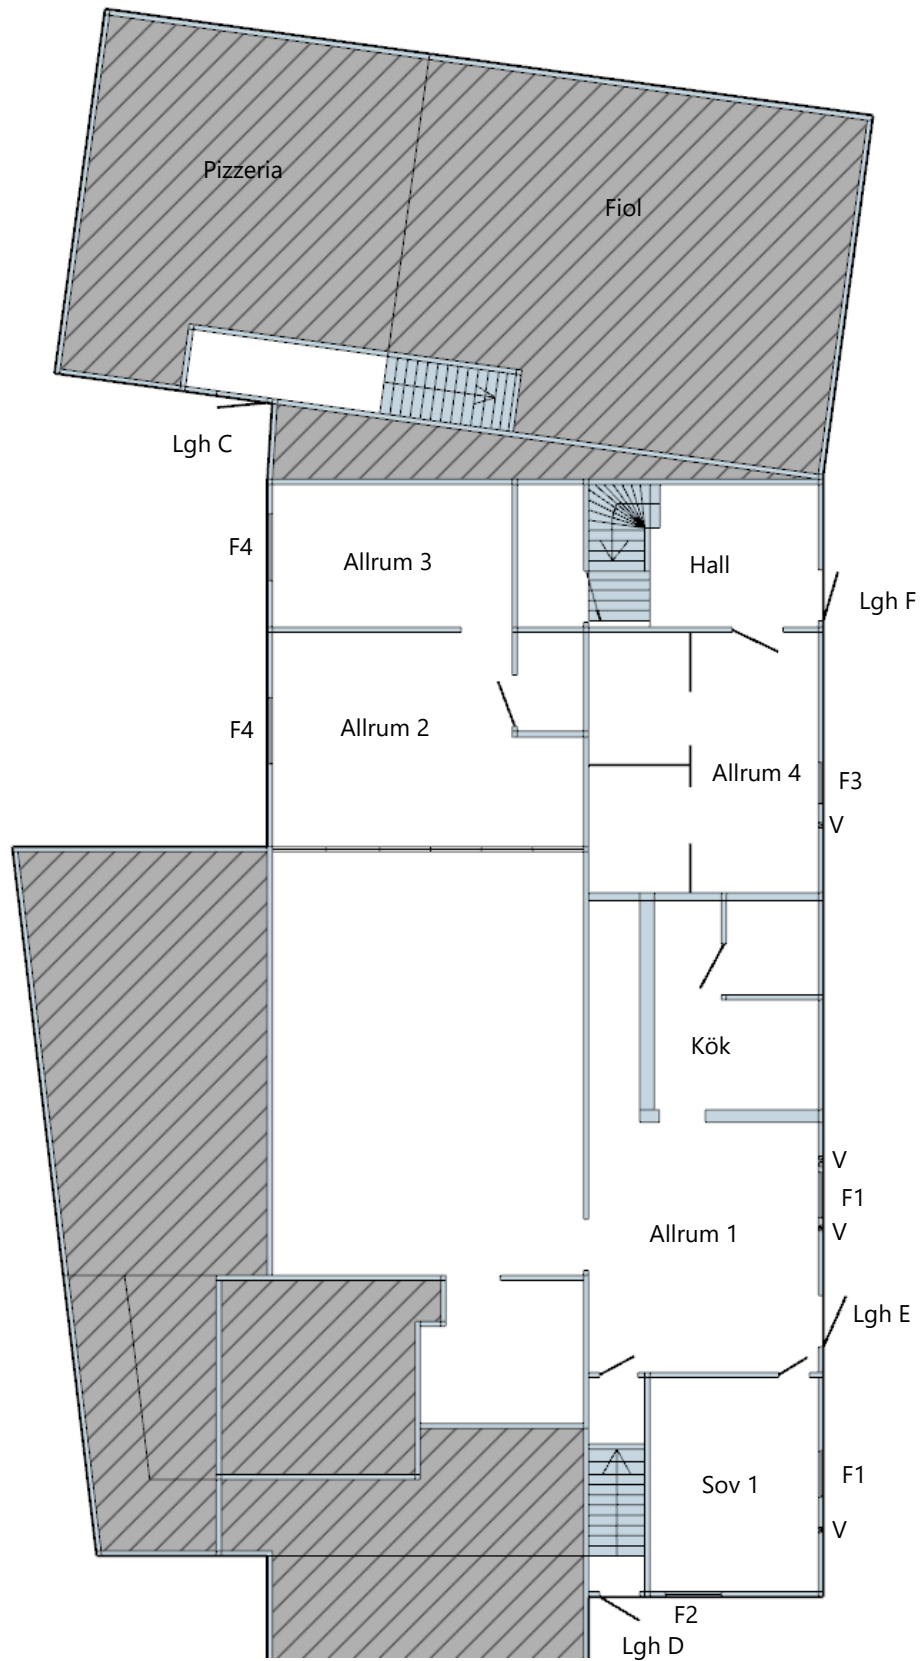 Pizzeria
Fiol
Lgh C
F4
Allrum 3
Hall
Lgh F
F4
Allrum 2
Allrum 4
F3
V
Kök
V
F1
V
Allrum 1
Lgh E
F1
Sov 1
V
F2
Lgh D